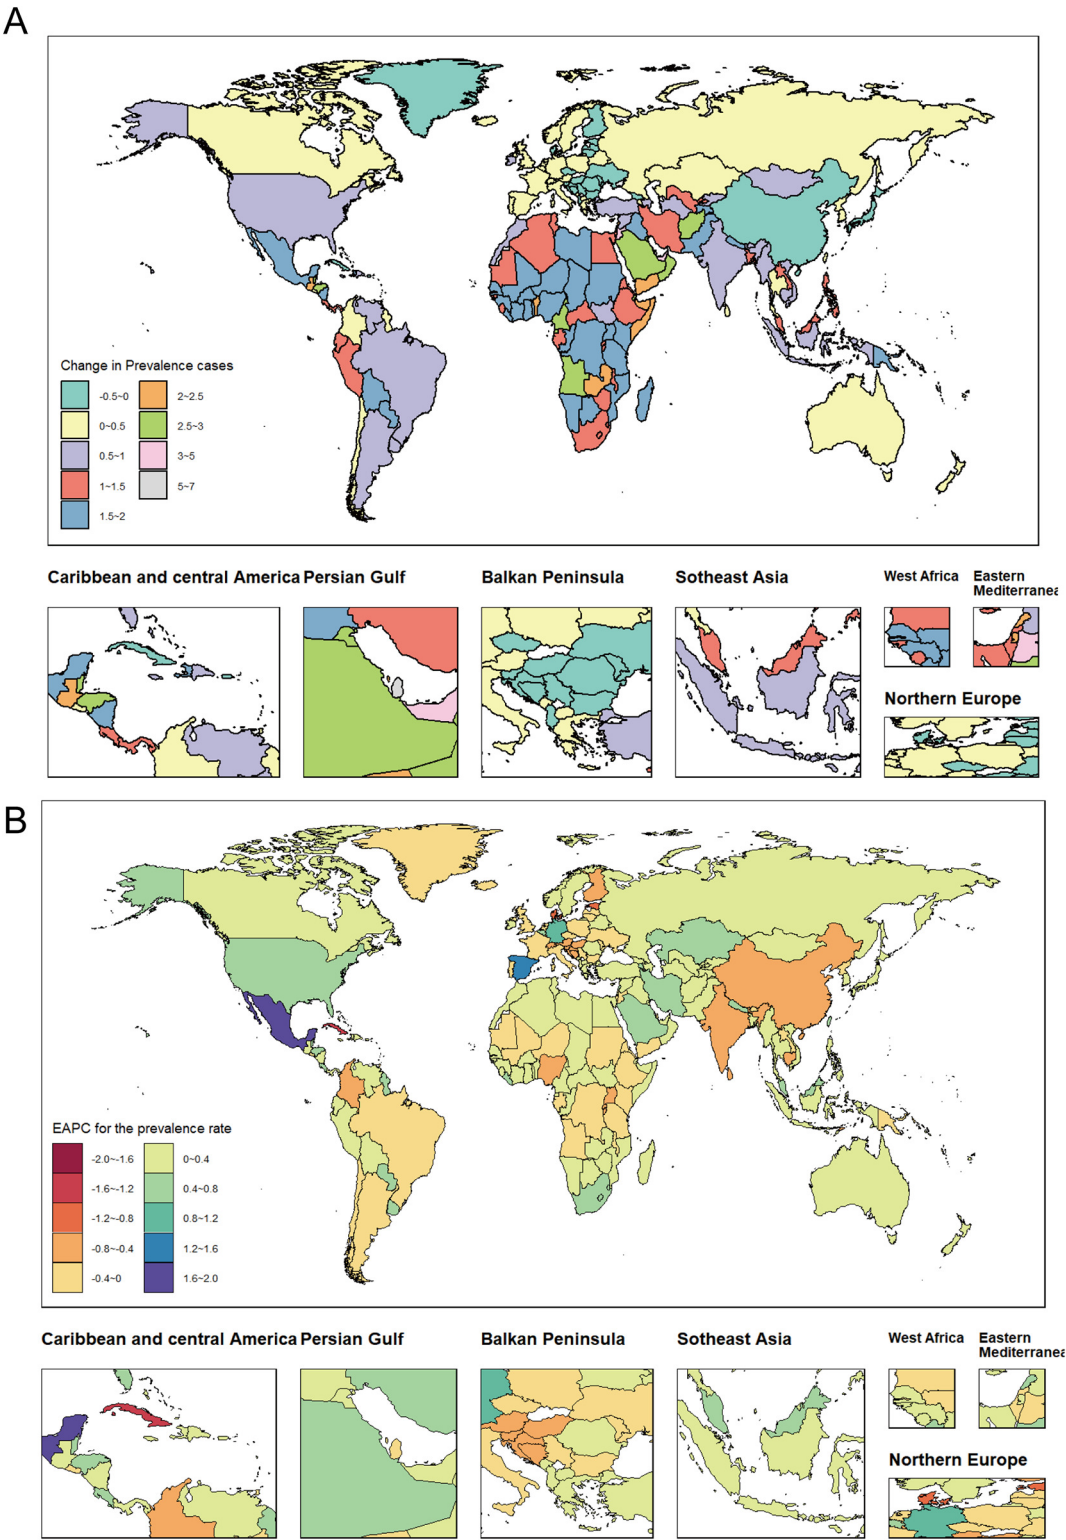 A
Change in Prevalence cases
-0.5~0
2~2.5
0~0.5
2.5~3
0.5~1
3~5
1~1.5
5~7
1.5~2
Caribbean and central America
Persian Gulf
Balkan Peninsula
Sotheast Asia
West Africa
Eastern
Mediterranea
Northern Europe
B
EAPC for the prevalence rate
-2.0~-1.6
0~0.4
-1.6~-1.2
0.4~0.8
-1.2~-0.8
0.8~1.2
-0.8~-0.4
1.2~1.6
-0.4~0
1.6~2.0
Caribbean and central America
Persian Gulf
Balkan Peninsula
Sotheast Asia
West Africa
Eastern
Mediterranea
Northern Europe